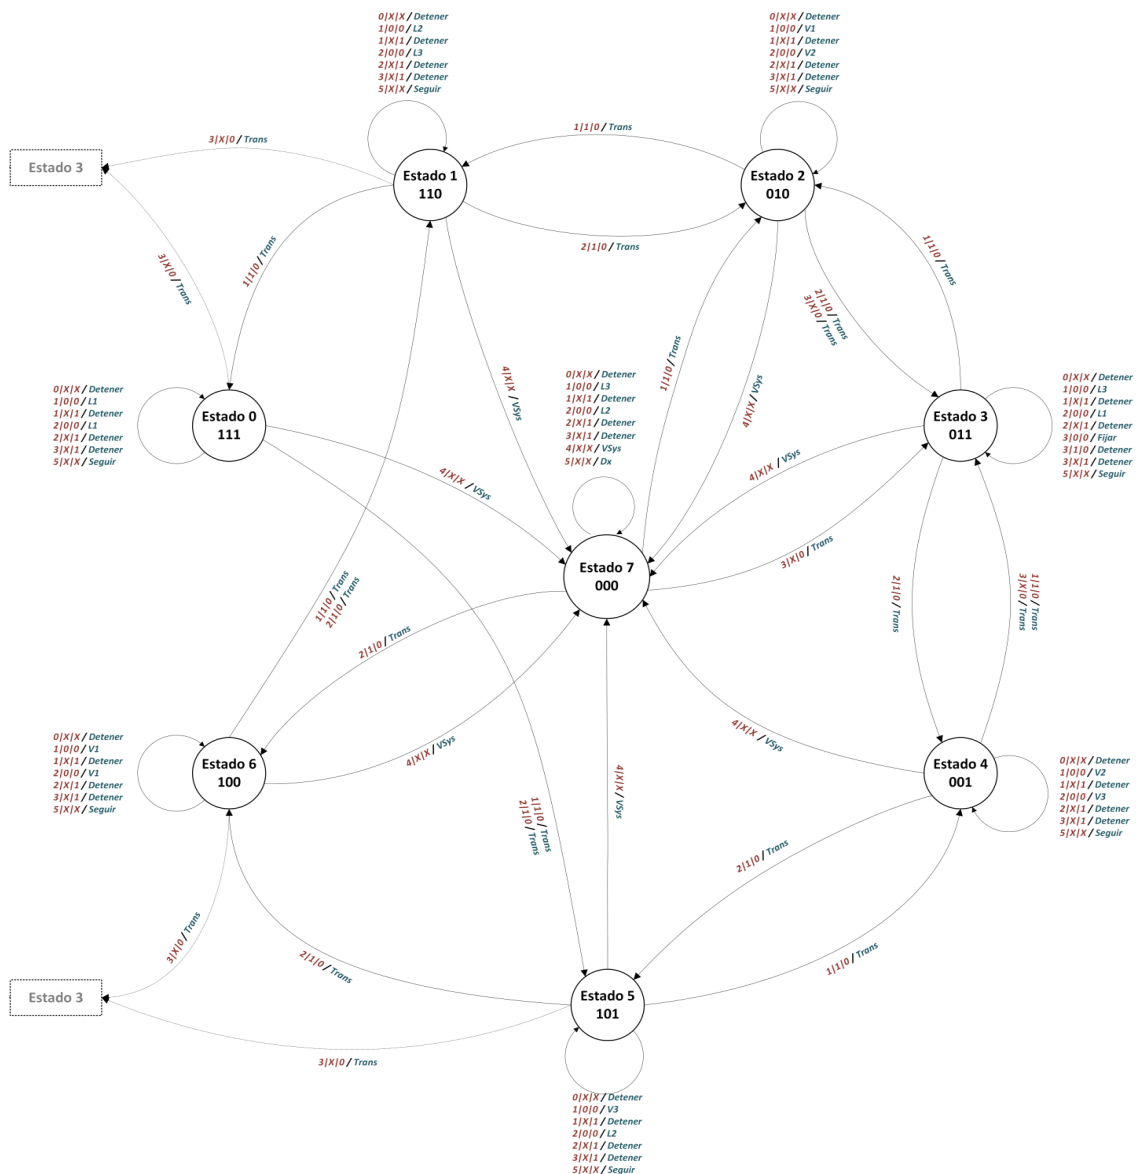 0|X|X / Detener
1|0|0 / L2
1|X|1 / Detener
2|0|0 / L3
2|X|1 / Detener
3|X|1 / Detener
5|X|X / Seguir
0|X|X / Detener
1|0|0 / V1
1|X|1 / Detener
2|0|0 / V2
2|X|1 / Detener
3|X|1 / Detener
5|X|X / Seguir
3|X|0 / Trans
1|1|0 / Trans
Estado 3
Estado 1
110
Estado 2
010
2|1|0 / Trans
1|1|0 / Trans
3|X|0 / Trans
1|1|0 / Trans
2|1|0 / Trans
3|X|0 / Trans
4|X|X / VSys
1|1|0 / Trans
4|X|X / VSys
0|X|X / Detener
1|0|0 / L1
1|X|1 / Detener
2|0|0 / L1
2|X|1 / Detener
3|X|1 / Detener
5|X|X / Seguir
Estado 0
111
0|X|X / Detener
1|0|0 / L3
1|X|1 / Detener
2|0|0 / L2
2|X|1 / Detener
3|X|1 / Detener
4|X|X / VSys
5|X|X / Dx
Estado 3
011
0|X|X / Detener
1|0|0 / L3
1|X|1 / Detener
2|0|0 / L1
2|X|1 / Detener
3|0|0 / Fijar
3|1|0 / Detener
3|X|1 / Detener
5|X|X / Seguir
4|X|X / VSys
4|X|X / VSys
Estado 7
000
3|X|0 / Trans
1|1|0 / Trans
2|1|0 / Trans
2|1|0 / Trans
2|1|0 / Trans
1|1|0 / Trans
3|X|0 / Trans
0|X|X / Detener
1|0|0 / V1
1|X|1 / Detener
2|0|0 / V1
2|X|1 / Detener
3|X|1 / Detener
5|X|X / Seguir
Estado 6
100
4|X|X / VSys
4|X|X / VSys
4|X|X / VSys
Estado 4
001
0|X|X / Detener
1|0|0 / V2
1|X|1 / Detener
2|0|0 / V3
2|X|1 / Detener
3|X|1 / Detener
5|X|X / Seguir
1|1|0 / Trans
2|1|0 / Trans
2|1|0 / Trans
3|X|0 / Trans
2|1|0 / Trans
1|1|0 / Trans
Estado 3
Estado 5
101
3|X|0 / Trans
0|X|X / Detener
1|0|0 / V3
1|X|1 / Detener
2|0|0 / L2
2|X|1 / Detener
3|X|1 / Detener
5|X|X / Seguir